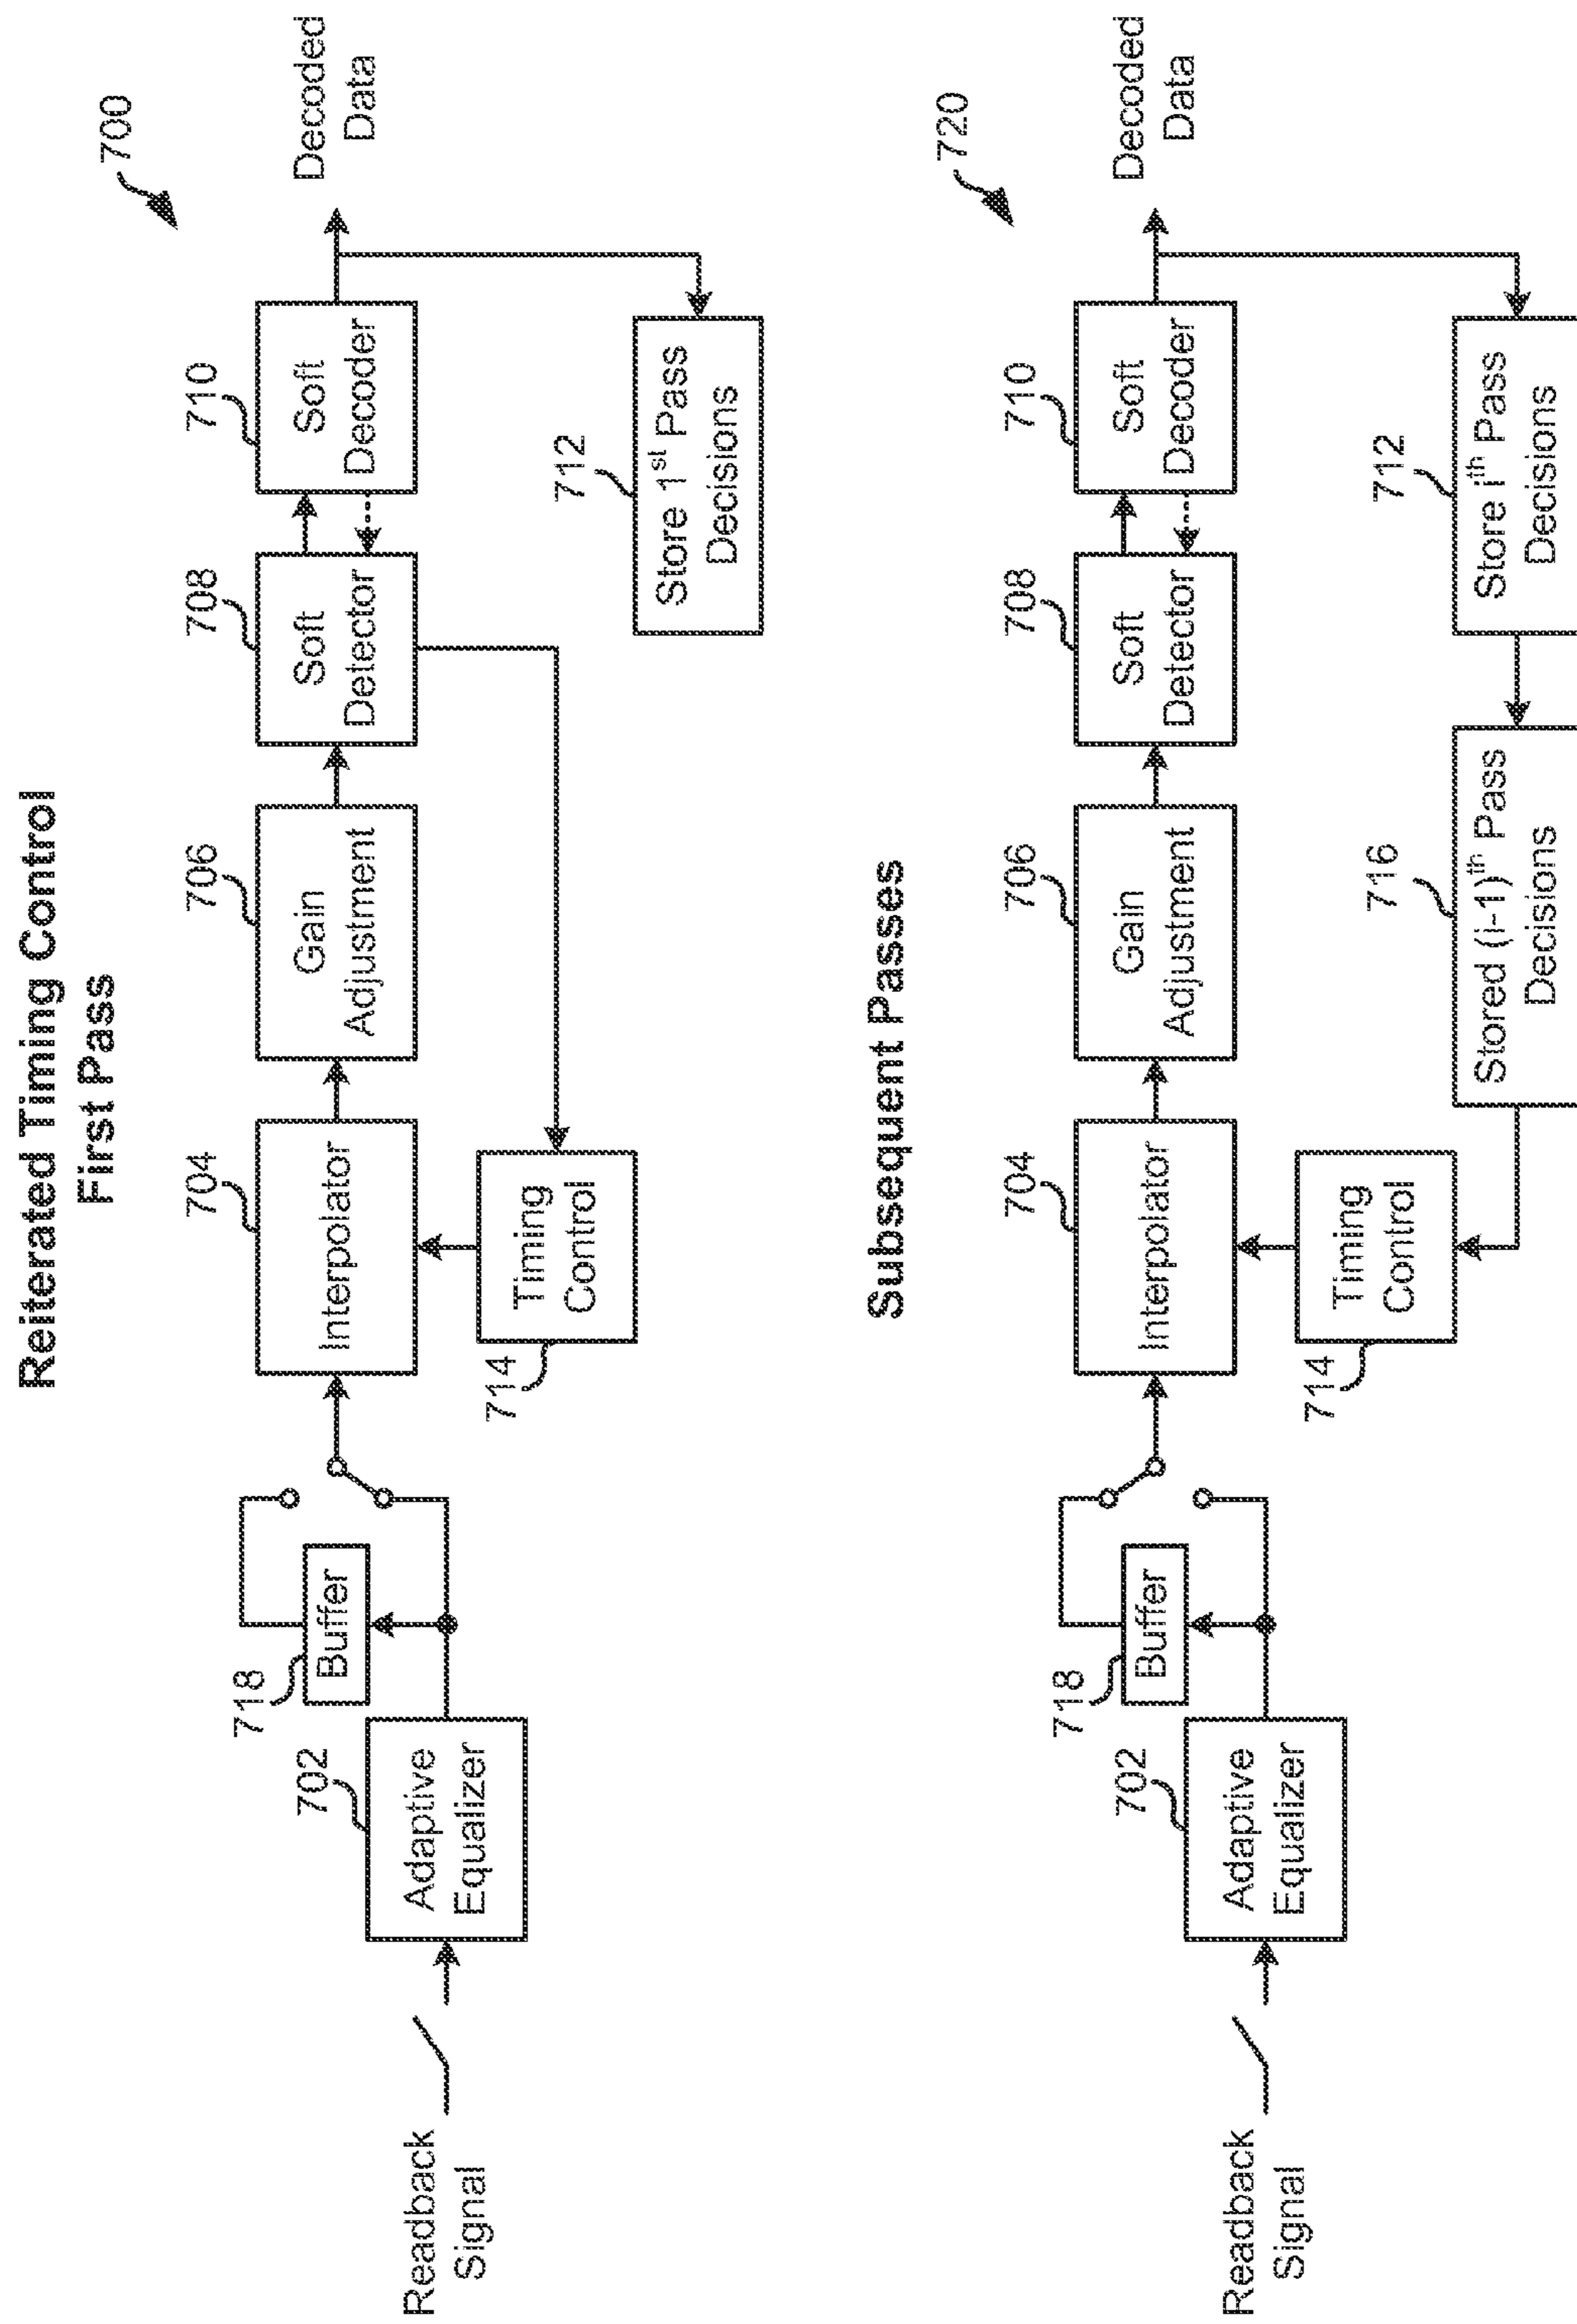 Reiterated Timing Control
First Pass
700
Readback
Signal
702
Adaptive
Equalizer
718
Buffer
704
Interpolator
714
Timing
Control
706
Gain
Adjustment
708
Soft
Detector
710
Soft
Decoder
712
Store 1st Pass
Decisions
Decoded
Data
Subsequent Passes
720
Readback
Signal
702
Adaptive
Equalizer
718
Buffer
704
Interpolator
714
Timing
Control
706
Gain
Adjustment
708
Soft
Detector
710
Soft
Decoder
716
Stored (i-1)th Pass
Decisions
712
Store ith Pass
Decisions
Decoded
Data